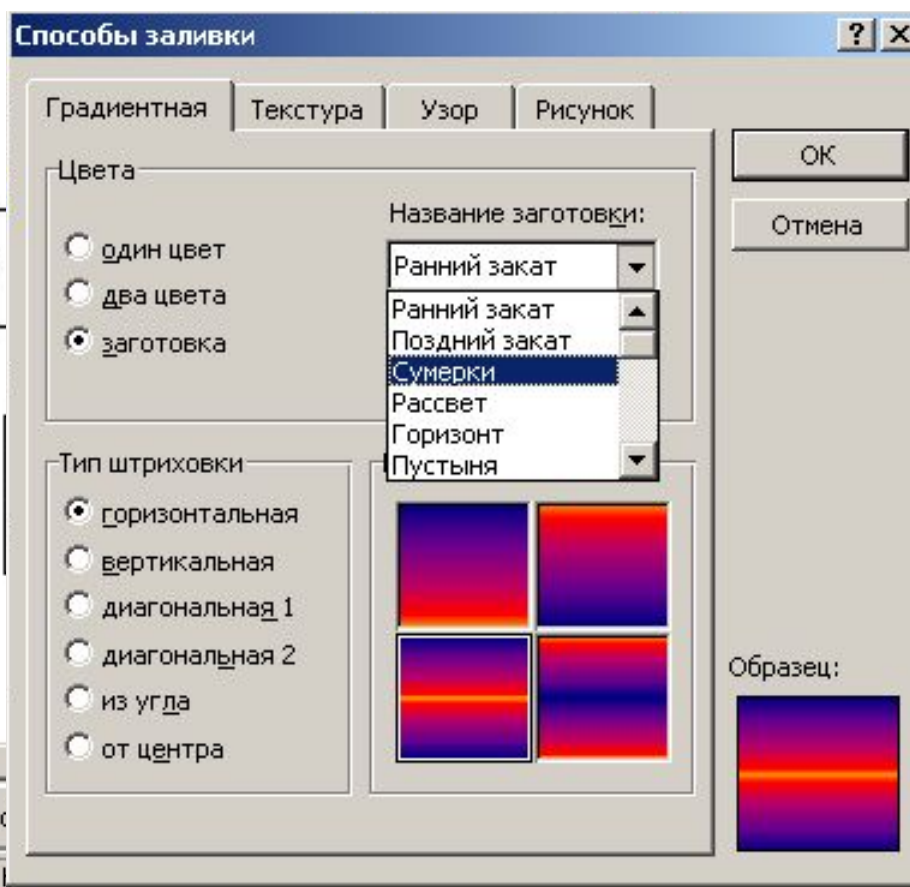 Способы заливки
Градиентная
Текстура
Узор
Рисунок
Цвета
один цвет
два цвета
заготовка
Название заготовки:
Ранний закат
Ранний закат
Поздний закат
Сумерки
Рассвет
Горизонт
Пустыня
Тип штриховки
горизонтальная
вертикальная
диагональная 1
диагональная 2
из угла
от центра
ОК
Отмена
Образец: